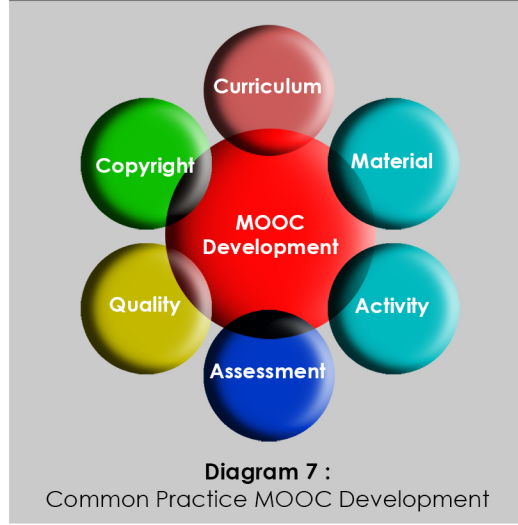 Curriculum
Copyright
Material
MOOC
Development
Quality
Activity
Assessment
Diagram 7 :
Common Practice MOOC Development